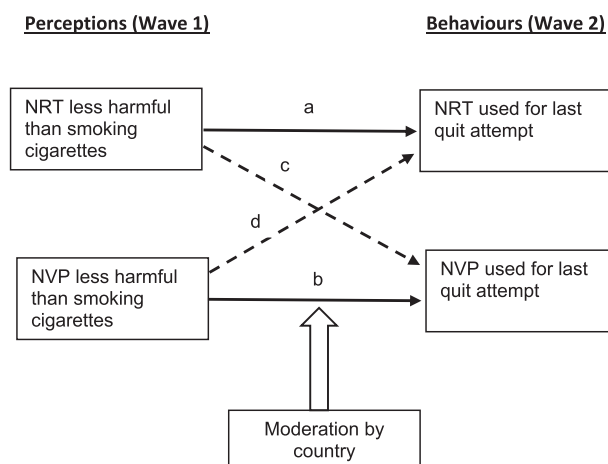 Perceptions (Wave 1)
Behaviours (Wave 2)
NRT less harmful
than smoking
cigarettes
a
NRT used for last
quit attempt
c
d
NVP less harmful
than smoking
cigarettes
b
NVP used for last
quit attempt
Moderation by
country